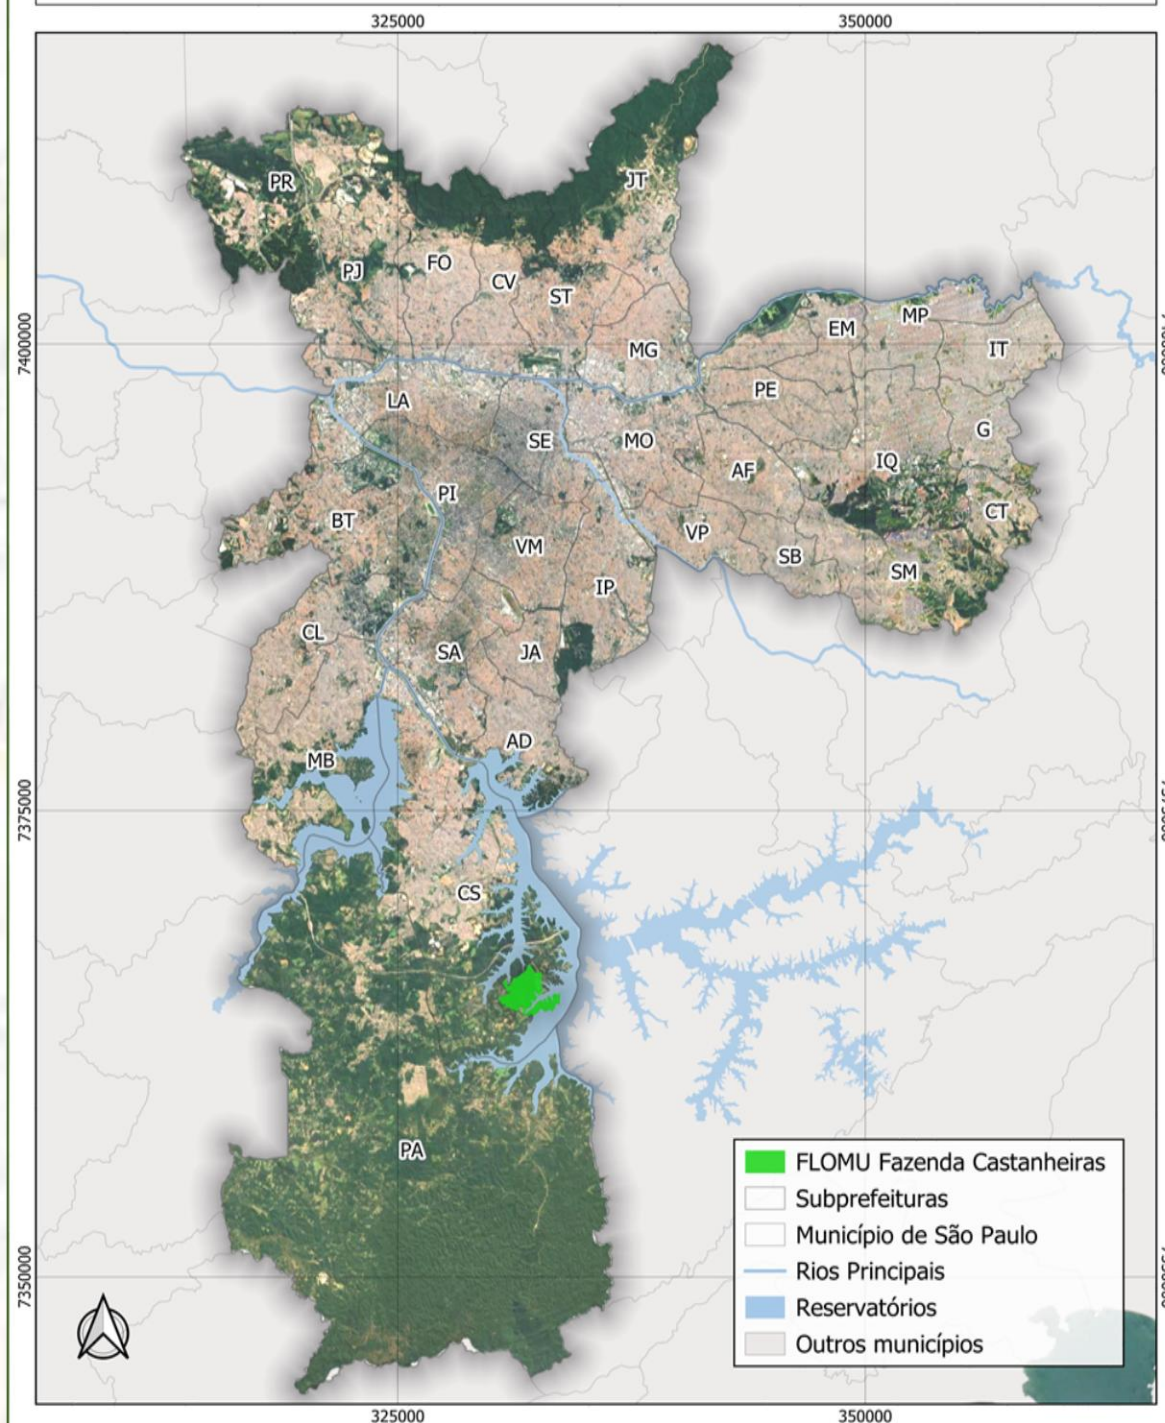 325000
350000
PR
JT
PJ
FO
CV
ST
MG
EM
MP
IT
7400000
PE
LA
SE
MO
G
AF
IQ
PI
BT
CT
VP
VM
SB
SM
IP
CL
SA
JA
AD
MB
7375000
CS
PA
FLOMU Fazenda Castanheiras
Subprefeituras
Município de São Paulo
Rios Principais
Reservatórios
Outros municípios
7350000
325000
350000